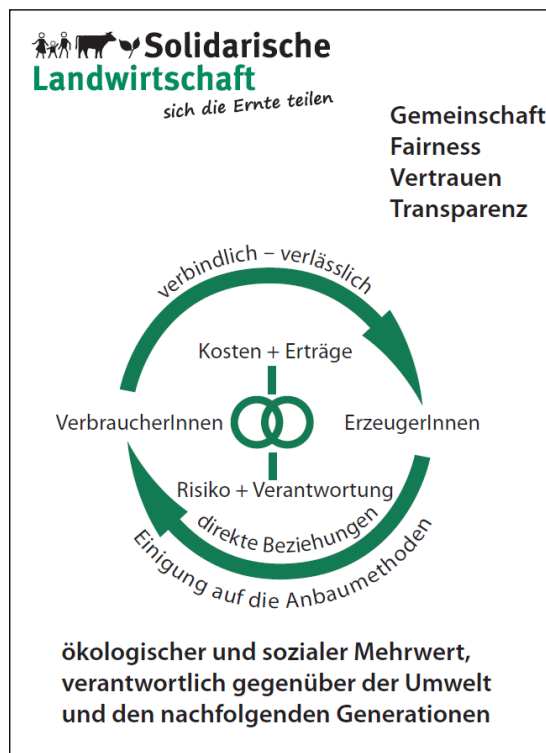 Solidarische
Landwirtschaft
sich die Ernte teilen
Gemeinschaft
Fairness
Vertrauen
Transparenz
verbindlich – verlässlich
Kosten + Erträge
VerbraucherInnen
ErzeugerInnen
Risiko + Verantwortung
direkte Beziehungen
Einigung auf die Anbaumethoden
ökologischer und sozialer Mehrwert,
verantwortlich gegenüber der Umwelt
und den nachfolgenden Generationen